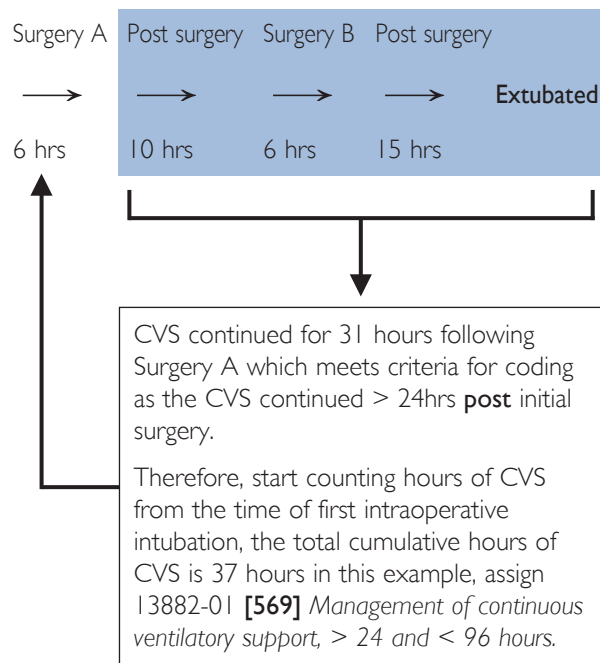 Surgery A Post surgery Surgery B Post surgery
Extubated
6 hrs 10 hrs 6 hrs 15 hrs
CVS continued for 31 hours following
Surgery A which meets criteria for coding
as the CVS continued > 24hrs post initial
surgery.
Therefore, start counting hours of CVS
from the time of first intraoperative
intubation, the total cumulative hours of
CVS is 37 hours in this example, assign
13882-01 [569] Management of continuous
ventilatory support, > 24 and < 96 hours.